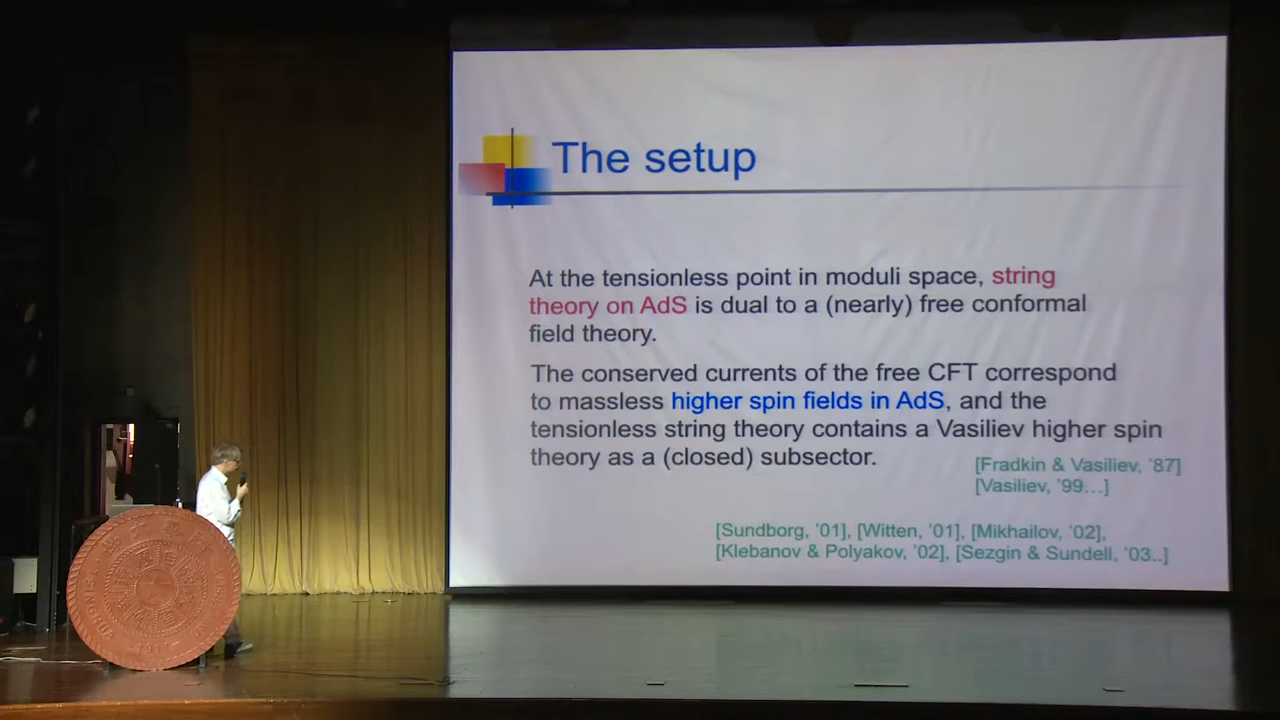 The setup
At the tensionless point in moduli space, string
theory on AdS is dual to a (nearly) free conformal
field theory.
The conserved currents of the free CFT correspond
to massless higher spin fields in AdS, and the
tensionless string theory contains a Vasiliev higher spin
theory as a (closed) subsector.
[Fradkin & Vasiliev, '87]
[Vasiliev, '99...]
[Sundborg, '01], [Witten, '01], [Mikhailov, '02],
[Klebanov & Polyakov, '02], [Sezgin & Sundell, '03..]
-1911-